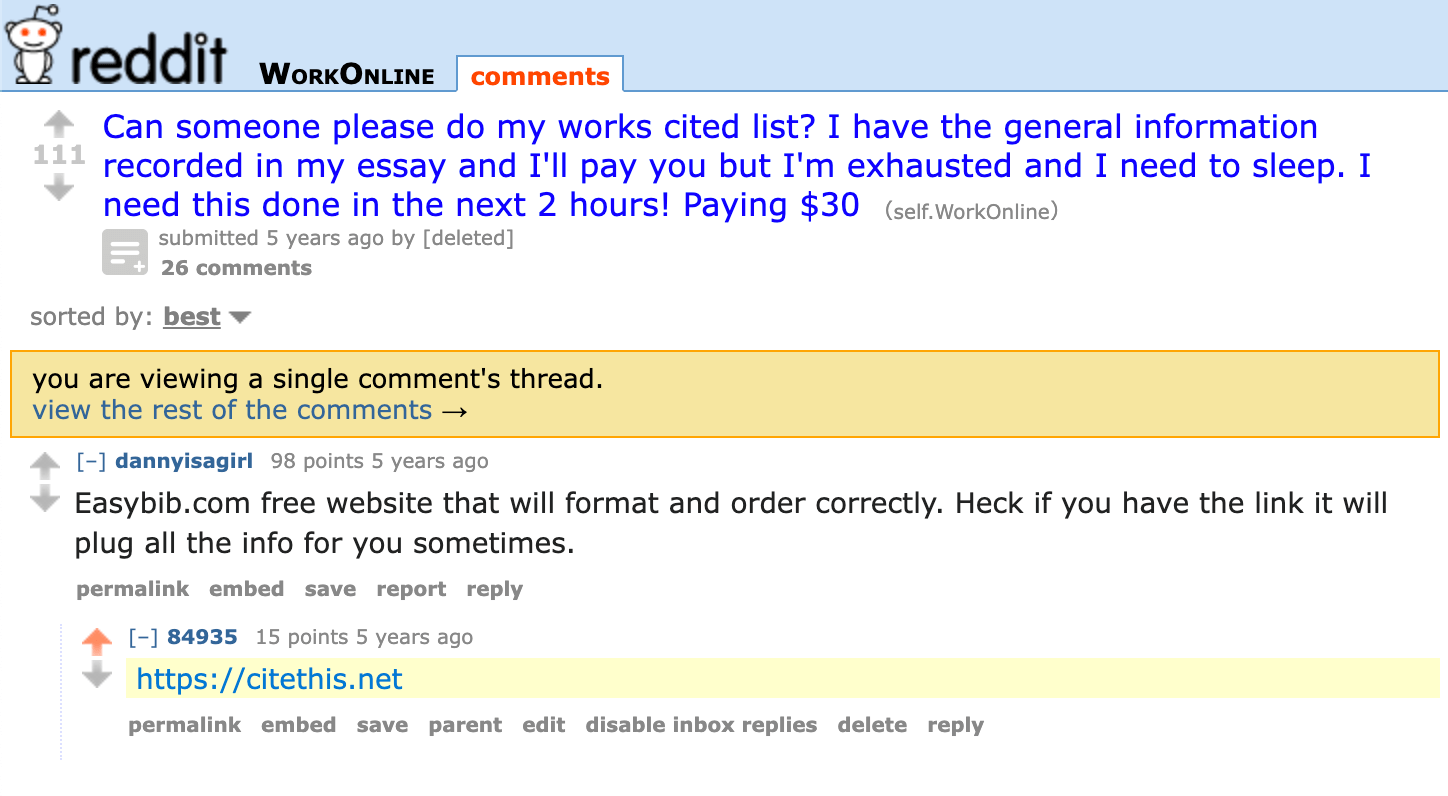 reddit WORKONLINE comments
Can someone please do my works cited list? I have the general information
111
recorded in my essay and I'll pay you but I'm exhausted and I need to sleep. I
need this done in the next 2 hours! Paying $30 (self.WorkOnline)
submitted 5 years ago by [deleted]
26 comments
sorted by: best
you are viewing a single comment's thread.
view the rest of the comments →
[–] dannyisagirl 98 points 5 years ago
Easybib.com free website that will format and order correctly. Heck if you have the link it will
plug all the info for you sometimes.
permalink embed save report reply
[–] 84935 15 points 5 years ago
https://citethis.net
permalink embed save parent edit disable inbox replies delete reply